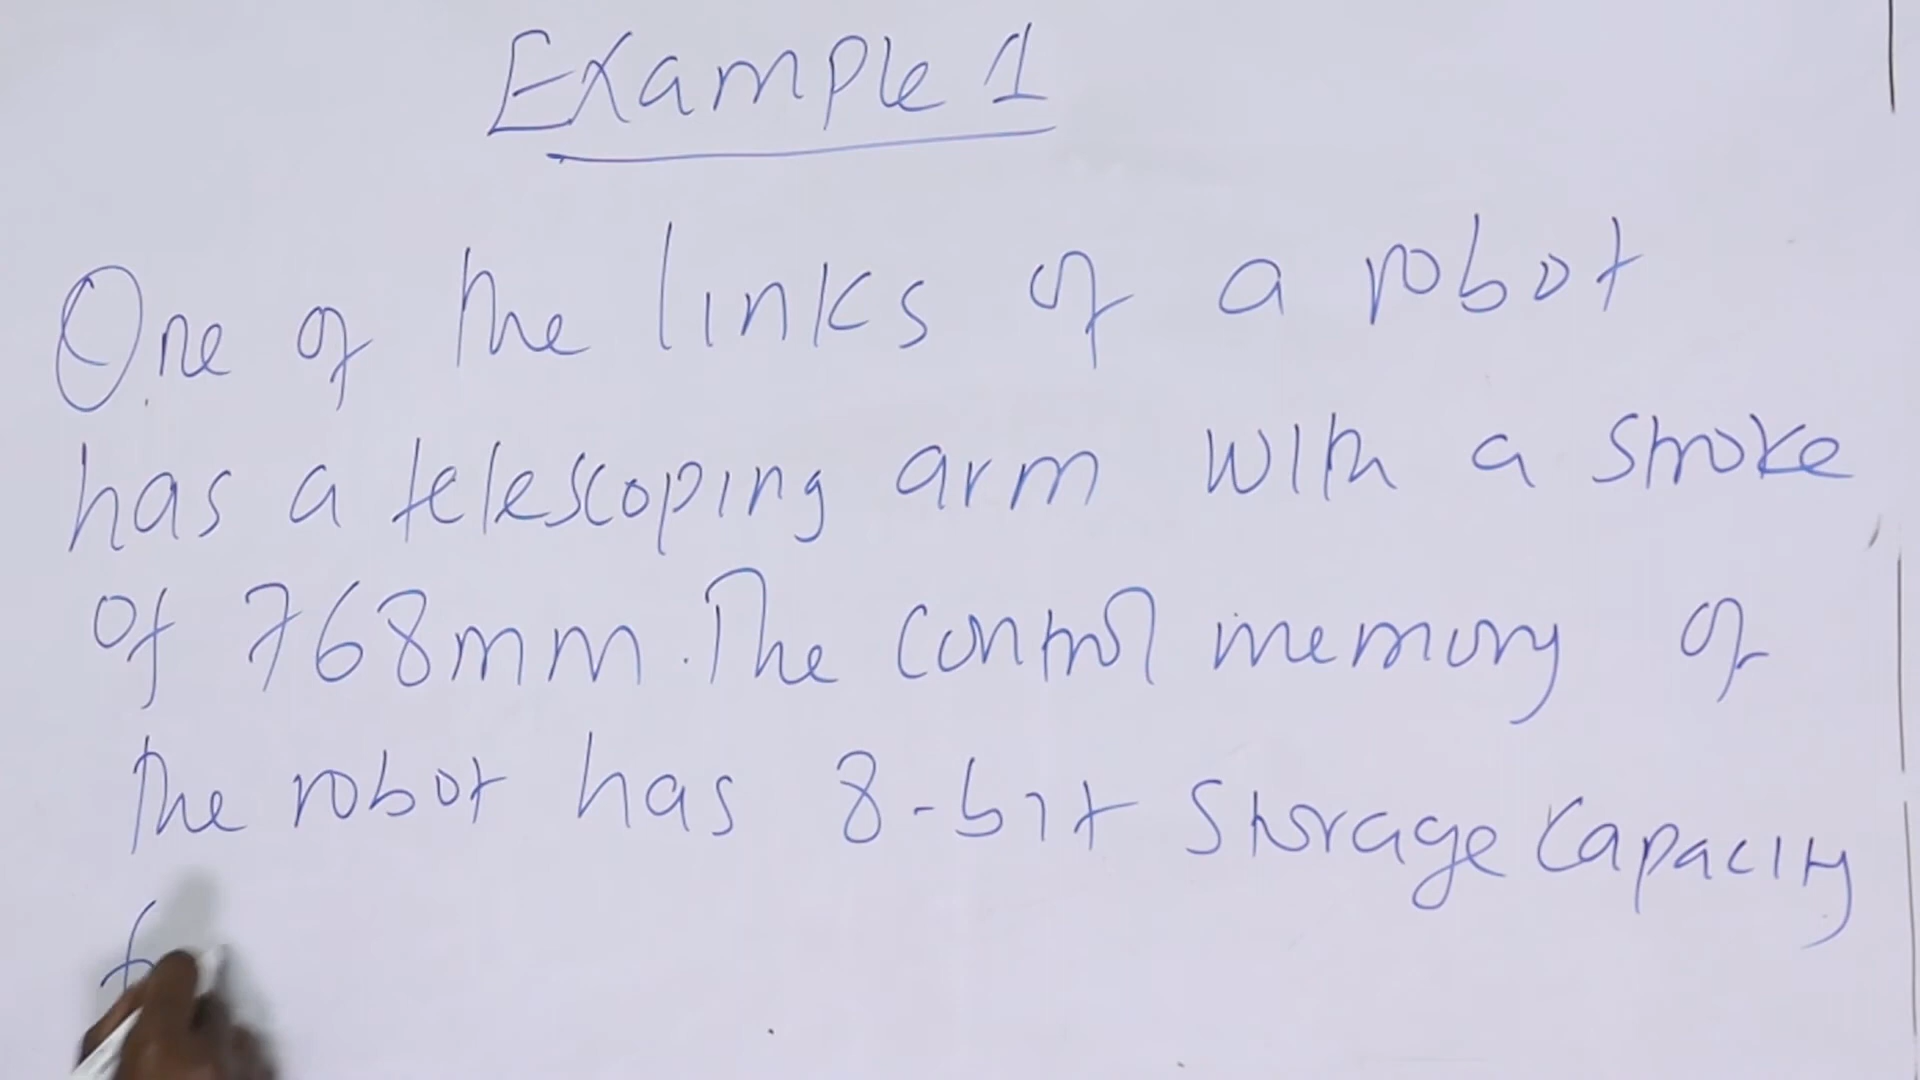 Example 1
One of the links of a robot
has a telescoping arm with a stroke
of 768mm. The control memory of
the robot has 8-bit storage capacity
f